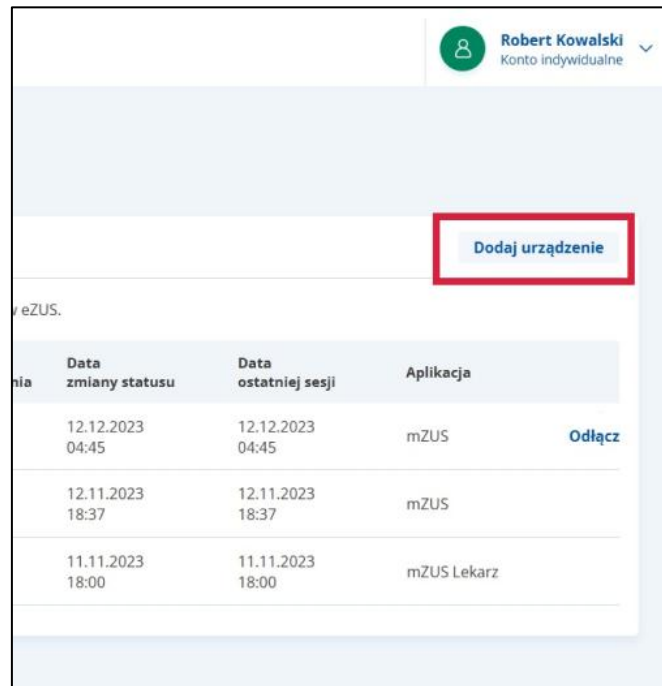 Robert Kowalski
Konto indywidualne
Dodaj urządzenie
w eZUS.
nia
Data
zmiany statusu
Data
ostatniej sesji
Aplikacja
12.12.2023
04:45
12.12.2023
04:45
mZUS
Odłącz
12.11.2023
18:37
12.11.2023
18:37
mZUS
11.11.2023
18:00
11.11.2023
18:00
mZUS Lekarz